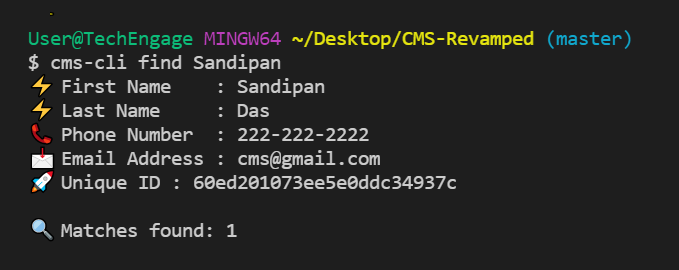 User@TechEngage MINGW64 ~/Desktop/CMS-Revamped (master)
$ cms-cli find Sandipan
⚡ First Name    : Sandipan
⚡ Last Name     : Das
📞 Phone Number  : 222-222-2222
📩 Email Address : cms@gmail.com
🚀 Unique ID : 60ed201073ee5e0ddc34937c

🔍 Matches found: 1